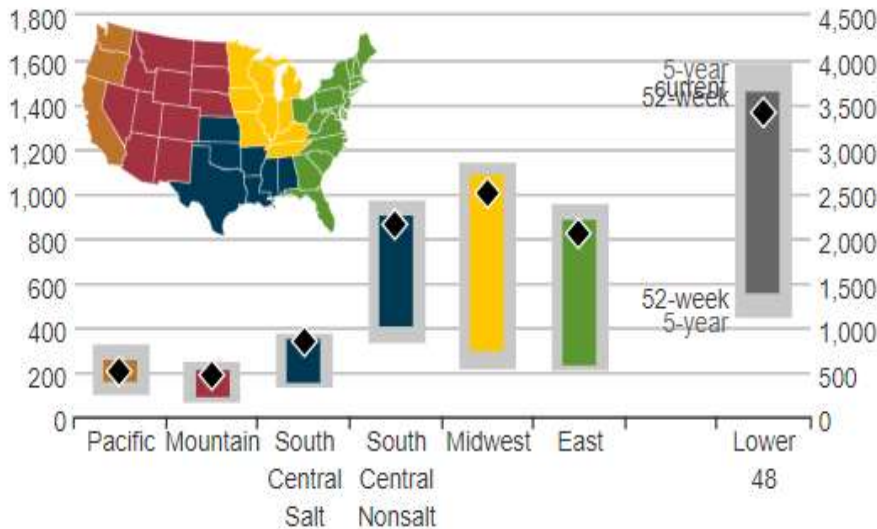 1,800
1,600
1,400
1,200
1,000
800
600
400
200
0
4,500
4,000
3,500
3,000
2,500
2,000
1,500
1,000
500
0
5-year
current
52-week
52-week
5-year
Pacific Mountain South South Midwest East Lower
Central Central 48
Salt Nonsalt